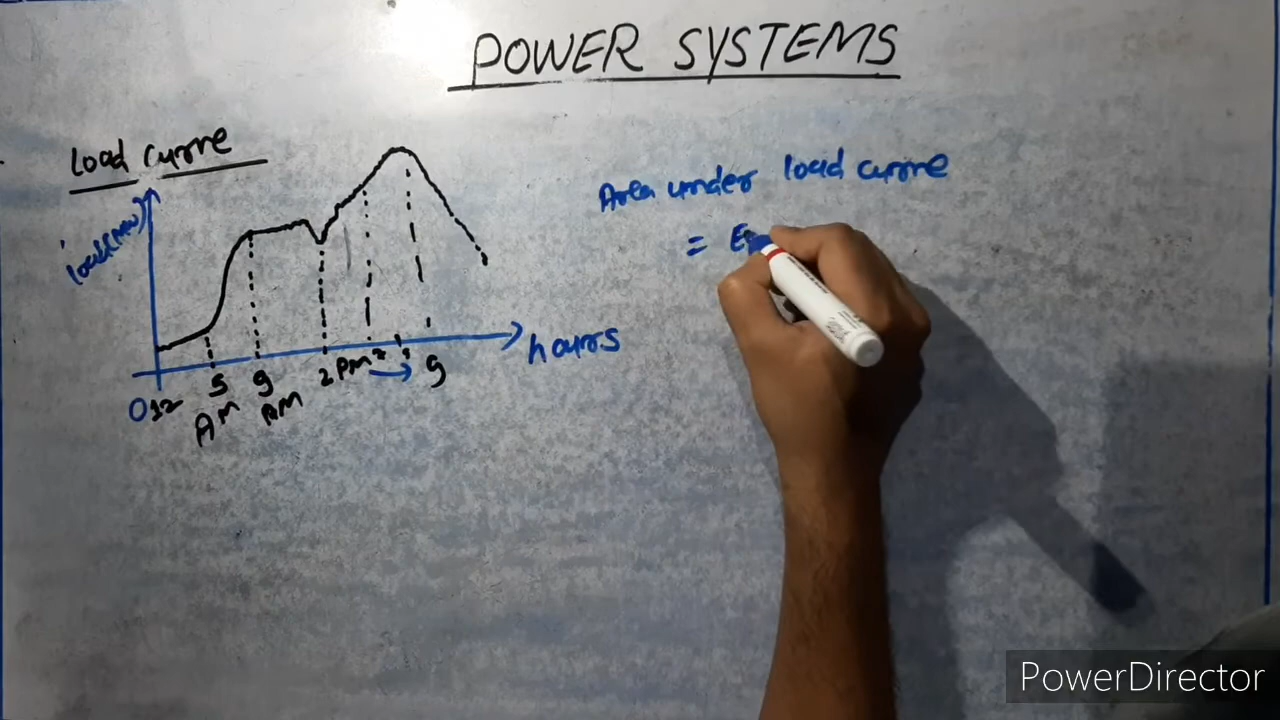 POWER SYSTEMS
Load curve
load(MW)
Area under load curve
= E
hours
0 12 5 9 2 PM 7 9
AM AM
PowerDirector